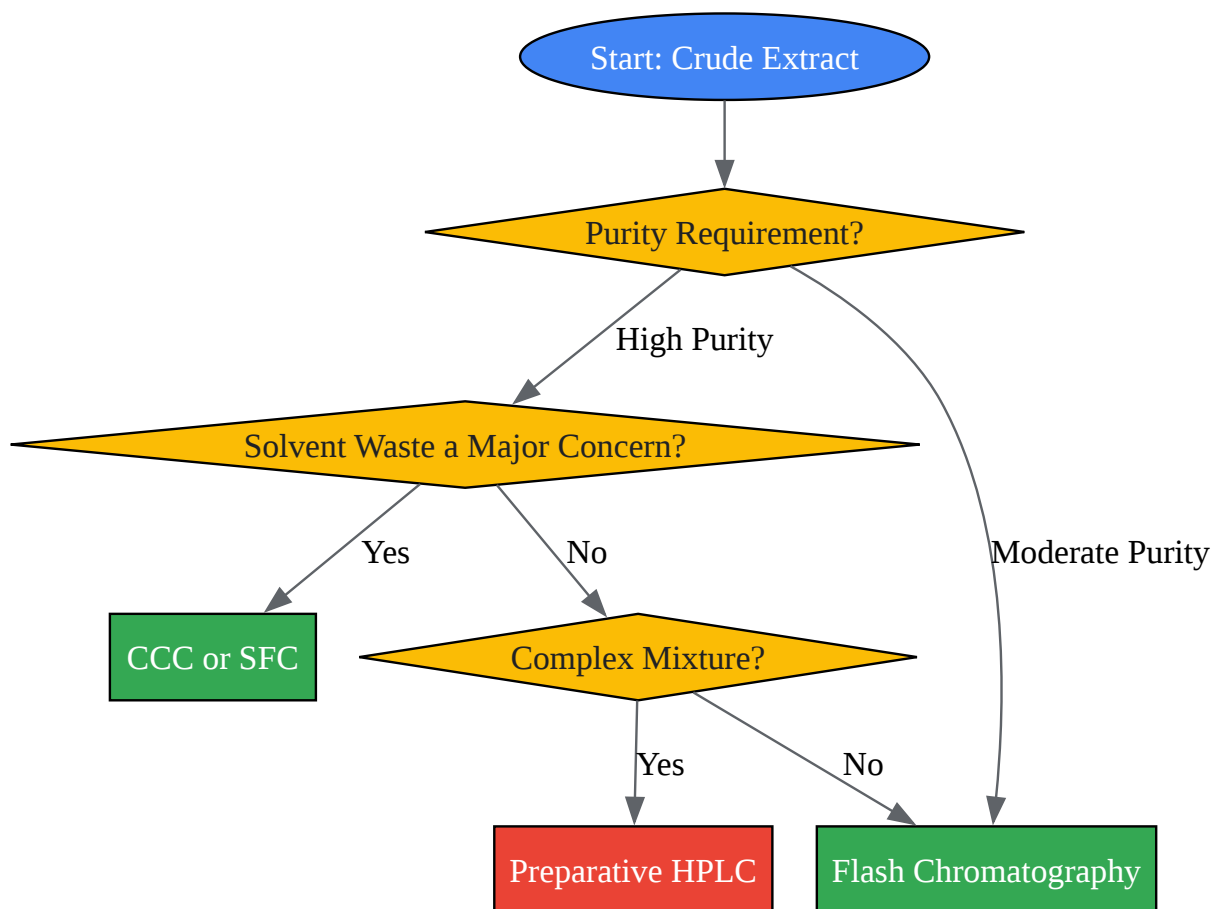 Start: Crude Extract
Purity Requirement?
High Purity
Solvent Waste a Major Concern?
Yes
No
Moderate Purity
CCC or SFC
Complex Mixture?
Yes
No
Preparative HPLC
Flash Chromatography